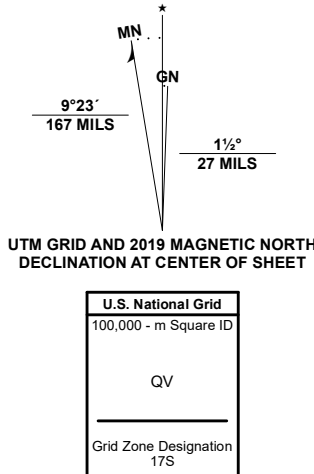 ★
MN
GN
9°23´
167 MILS
1½°
27 MILS
UTM GRID AND 2019 MAGNETIC NORTH
DECLINATION AT CENTER OF SHEET
U.S. National Grid
100,000 - m Square ID
QV
Grid Zone Designation
17S